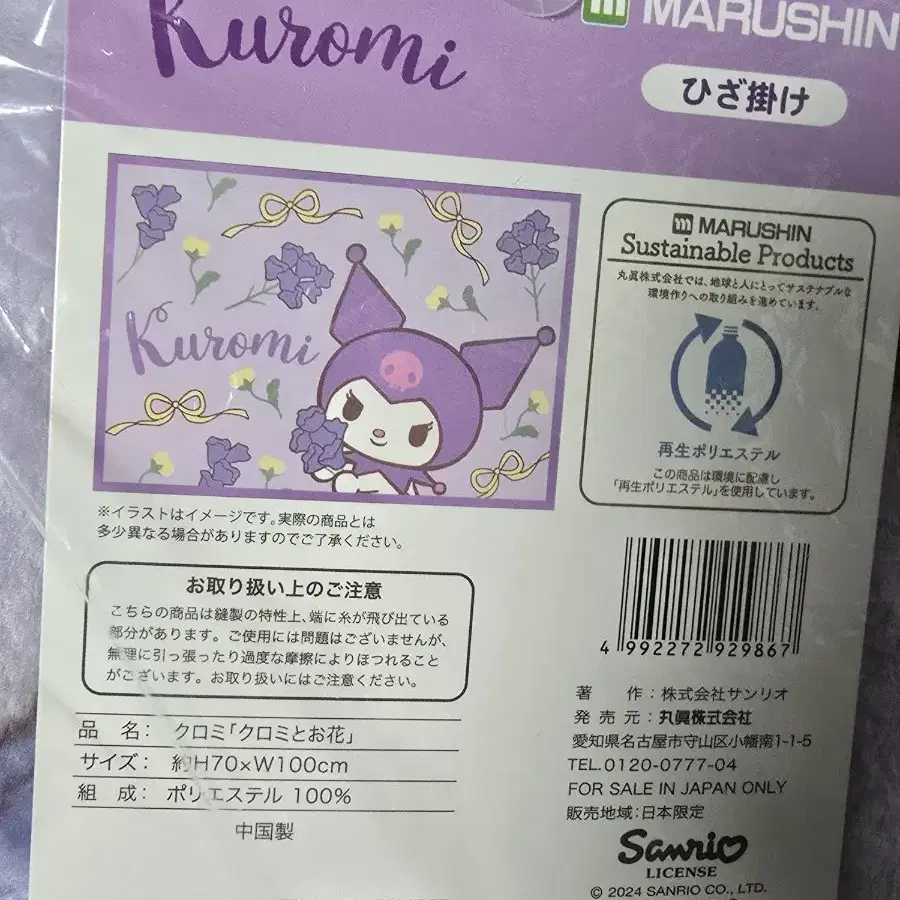 Kuromi
MARUSHIN
ひざ掛け
Kuromi
MARUSHIN
Sustainable Products
丸眞株式会社では、地球と人にとってサステナブルな
環境作りへの取り組みを進めています。
再生ポリエステル
この商品は環境に配慮し
「再生ポリエステル」を使用しています。
※イラストはイメージです。実際の商品とは
多少異なる場合がありますのでご了承ください。
お取り扱い上のご注意
こちらの商品は縫製の特性上、端に糸が飛び出ている
部分があります。ご使用には問題はございませんが、
無理に引っ張ったり過度な摩擦によりほつれること
がございます。お取り扱いにはご注意ください。
品 名: クロミ「クロミとお花」
サイズ: 約H70×W100cm
組 成: ポリエステル 100%
中国製
4 992272 929867
著 作:株式会社サンリオ
発 売 元:丸眞株式会社
愛知県名古屋市守山区小幡南1-1-5
TEL.0120-0777-04
FOR SALE IN JAPAN ONLY
販売地域:日本限定
Sanrio
LICENSE
© 2024 SANRIO CO., LTD.